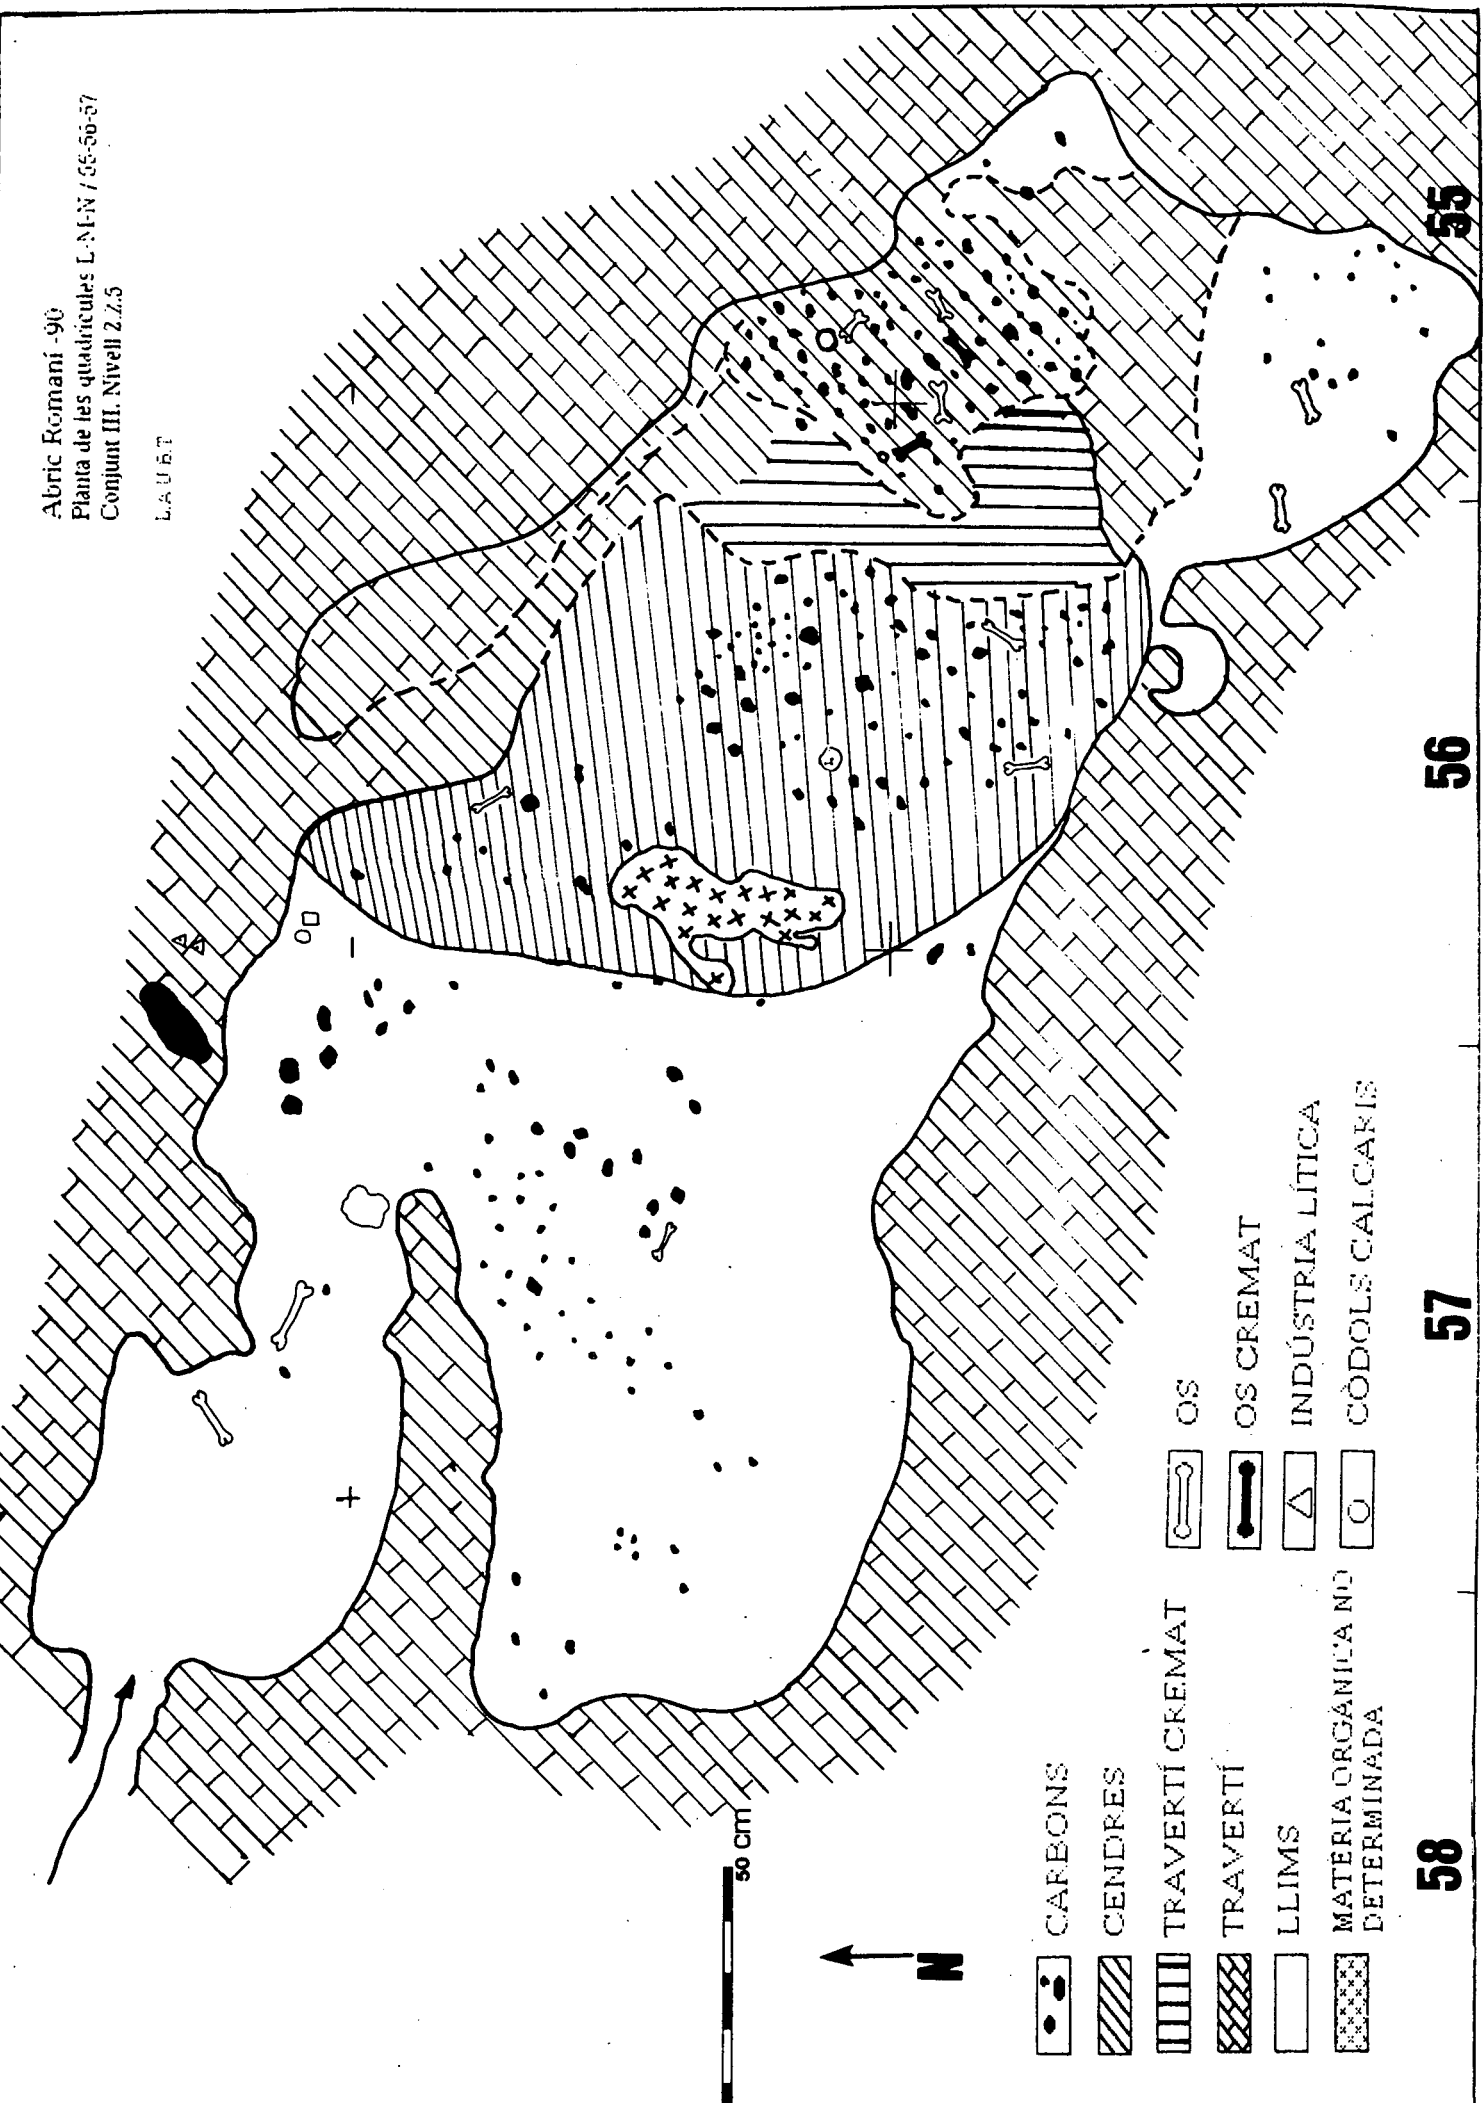 Abric Romaní -90
Planta de les quadrícules L-M-N / 55-56-57
Conjunt III. Nivell 2.2.5
L.A.U.R.T
55
56
57
58
50 cm
N
CARBONS
CENDRES
TRAVERTÍ CREMAT
TRAVERTÍ
LLIMS
MATÈRIA ORGÀNICA NO
DETERMINADA
OS
OS CREMAT
INDÚSTRIA LÍTICA
CÒDOLS CALCARIS